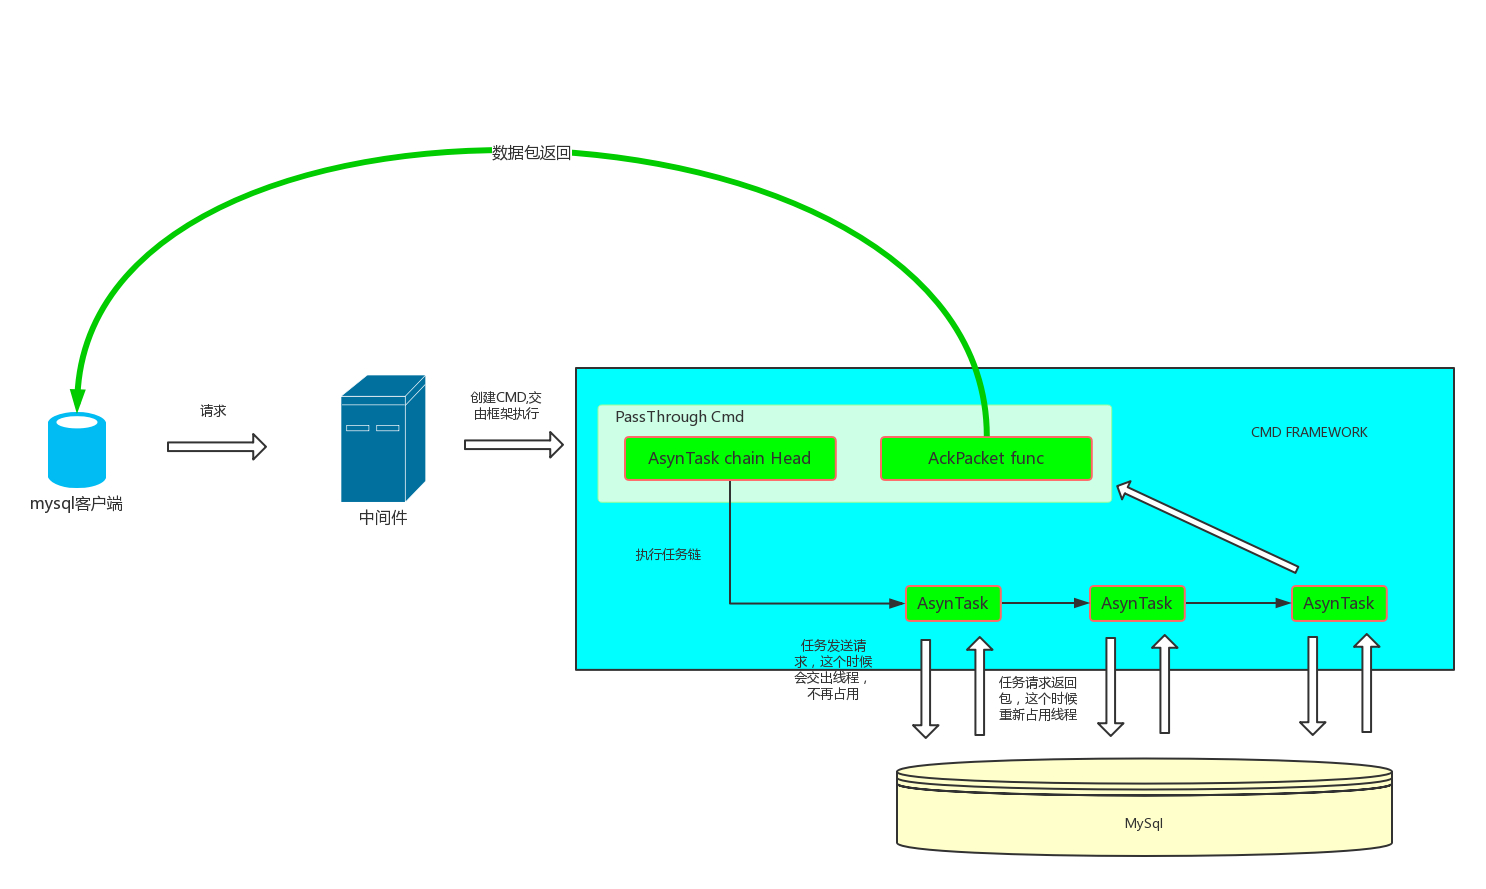 数据包返回
请求
mysql客户端
中间件
创建CMD,交
由框架执行
PassThrough Cmd
AsynTask chain Head
AckPacket func
CMD FRAMEWORK
执行任务链
AsynTask
AsynTask
AsynTask
任务发送请
求，这个时候
会交出线程，
不再占用
任务请求返回
包，这个时候
重新占用线程
MySql